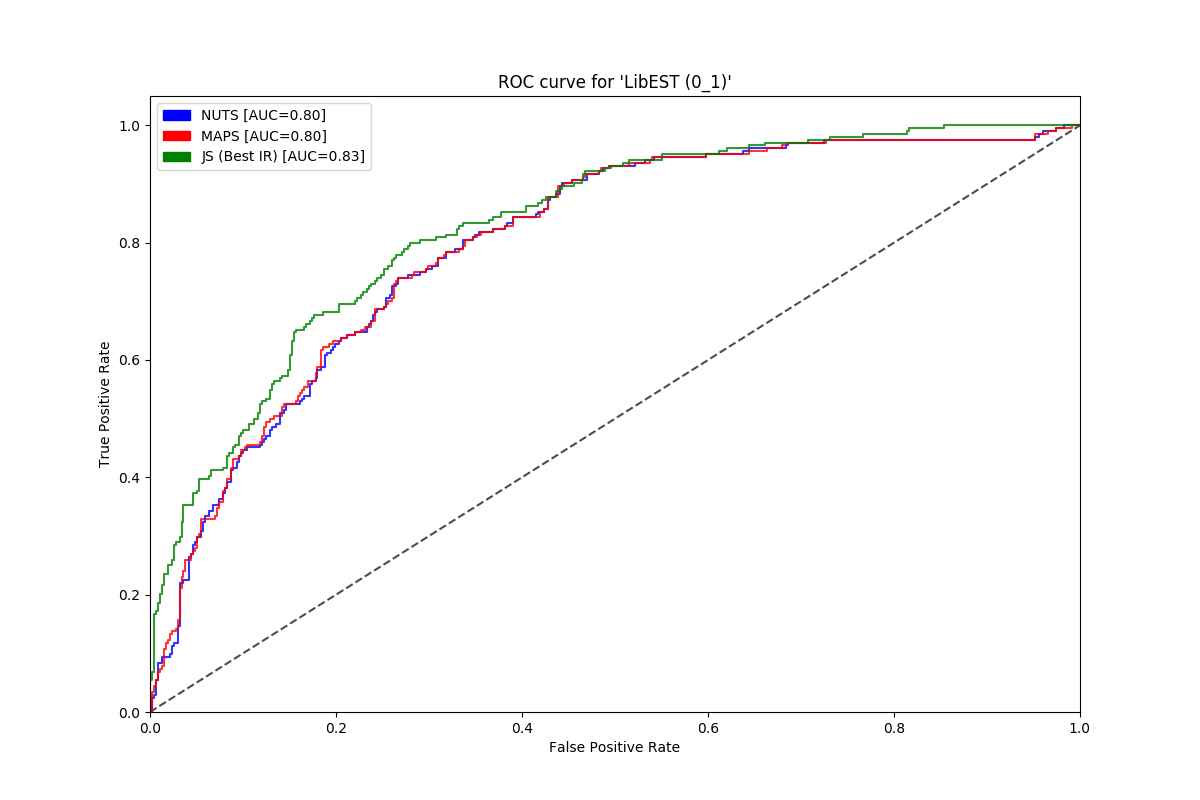 ROC curve for 'LibEST (0_1)'
NUTS [AUC=0.80]
MAPS [AUC=0.80]
JS (Best IR) [AUC=0.83]
True Positive Rate
1.0
0.8
0.6
0.4
0.2
0.0
0.0 0.2 0.4 0.6 0.8 1.0
False Positive Rate